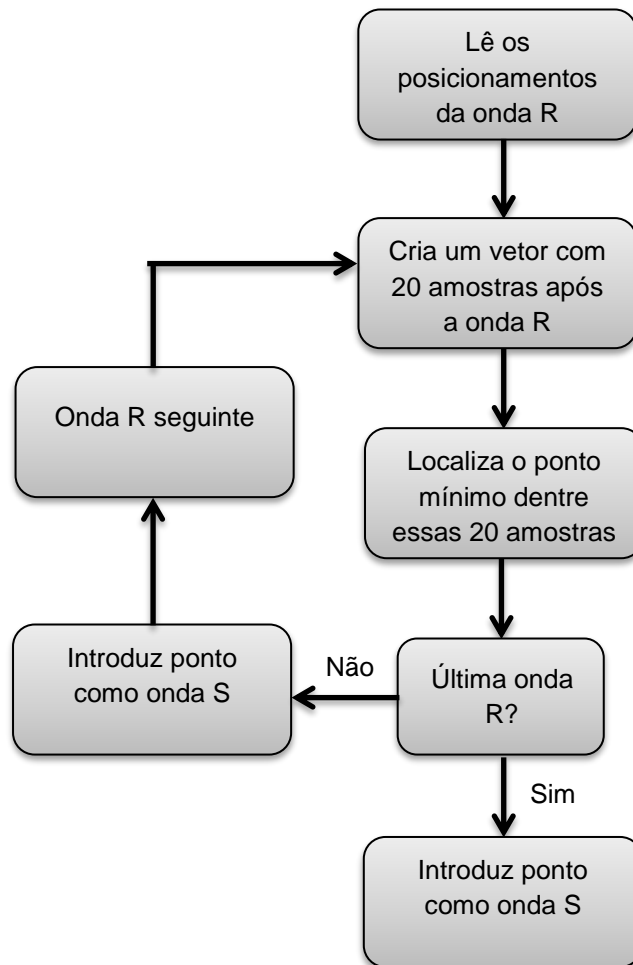 Lê os
posicionamentos
da onda R
Cria um vetor com
20 amostras após
a onda R
Onda R seguinte
Localiza o ponto
mínimo dentre
essas 20 amostras
Introduz ponto
como onda S
Não
Última onda
R?
Sim
Introduz ponto
como onda S